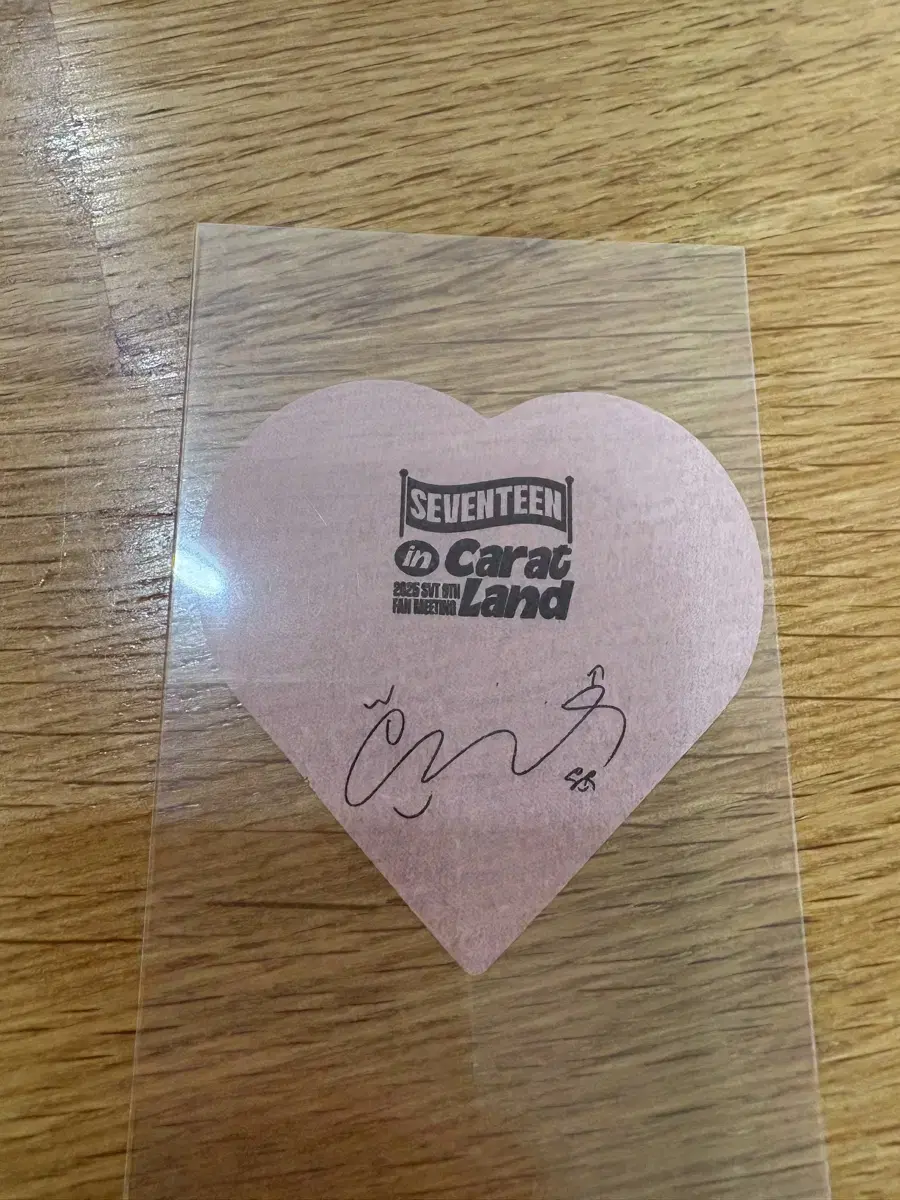 SEVENTEEN
in Carat
2025 SVT 9TH
FAN MEETING
Land